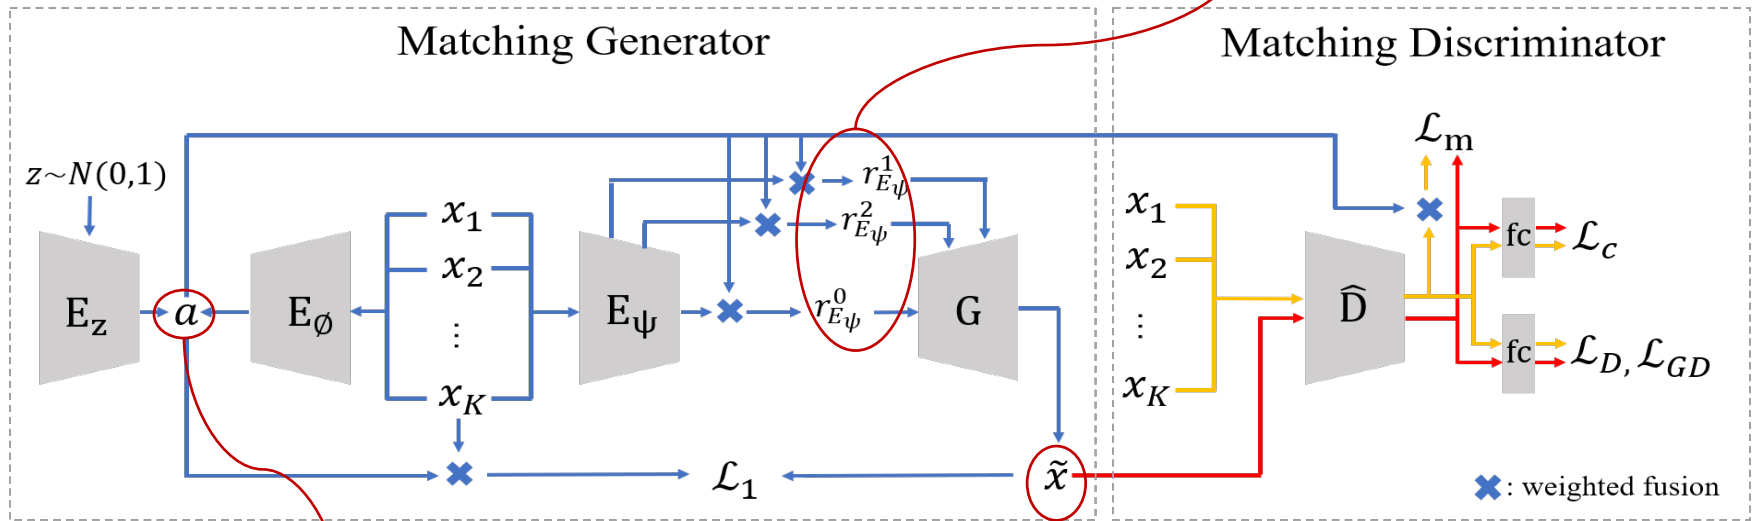 Matching Generator
Matching Discriminator
z~N(0,1)
E_z
a
E_∅
x_1
x_2
⋮
x_K
E_ψ
r^1_{E_ψ}
r^2_{E_ψ}
r^0_{E_ψ}
G
ℒ_1
x̃
x_1
x_2
⋮
x_K
D̂
ℒ_m
fc
ℒ_c
fc
ℒ_D, ℒ_GD
: weighted fusion